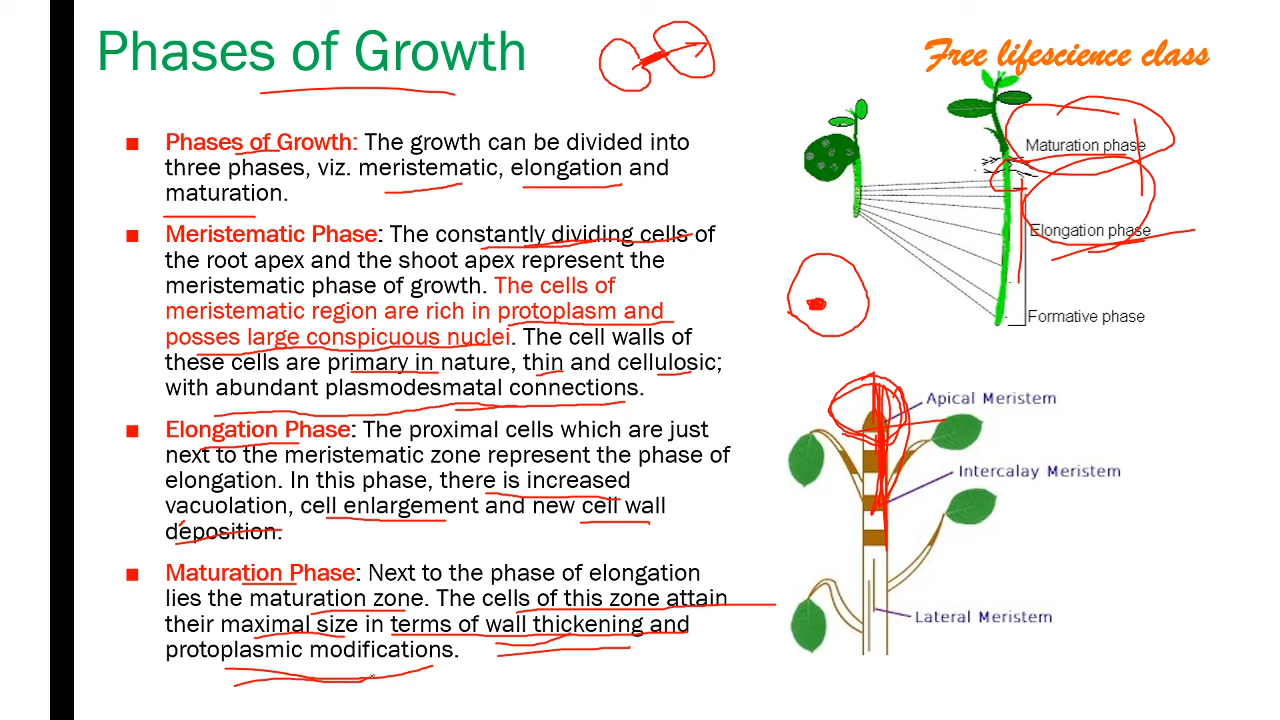 Phases of Growth
Free lifescience class
Phases of Growth: The growth can be divided into
three phases, viz. meristematic, elongation and
maturation.
Meristematic Phase: The constantly dividing cells of
the root apex and the shoot apex represent the
meristematic phase of growth. The cells of
meristematic region are rich in protoplasm and
posses large conspicuous nuclei. The cell walls of
these cells are primary in nature, thin and cellulosic;
with abundant plasmodesmatal connections.
Elongation Phase: The proximal cells which are just
next to the meristematic zone represent the phase of
elongation. In this phase, there is increased
vacuolation, cell enlargement and new cell wall
deposition.
Maturation Phase: Next to the phase of elongation
lies the maturation zone. The cells of this zone attain
their maximal size in terms of wall thickening and
protoplasmic modifications.
Maturation phase
Elongation phase
Formative phase
Apical Meristem
Intercalay Meristem
Lateral Meristem